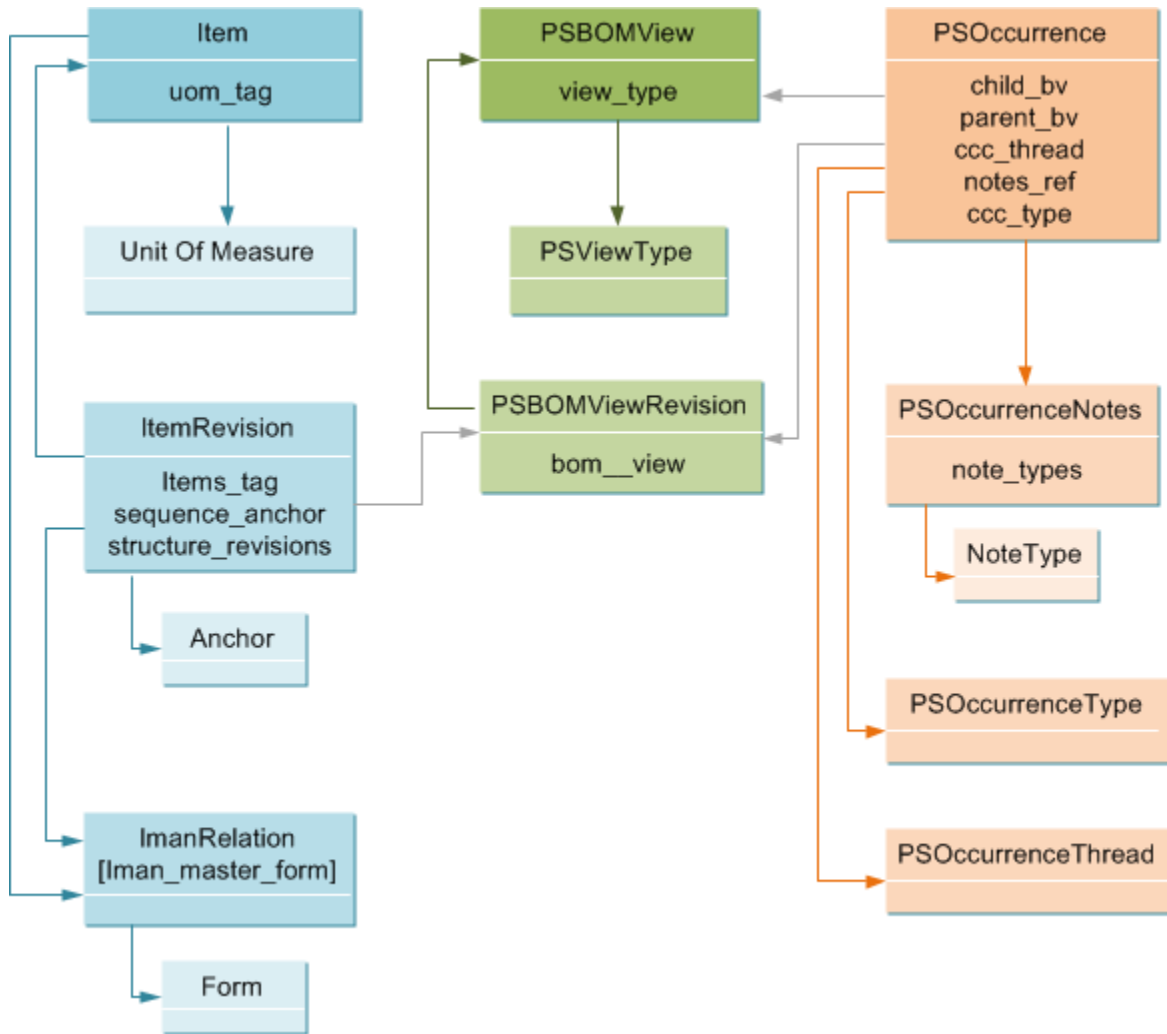 Item
uom_tag
PSBOMView
view_type
PSOccurrence
child_bv
parent_bv
ccc_thread
notes_ref
ccc_type
Unit Of Measure
PSViewType
ItemRevision
Items_tag
sequence_anchor
structure_revisions
PSBOMViewRevision
bom__view
PSOccurrenceNotes
note_types
NoteType
Anchor
PSOccurrenceType
ImanRelation
[Iman_master_form]
PSOccurrenceThread
Form